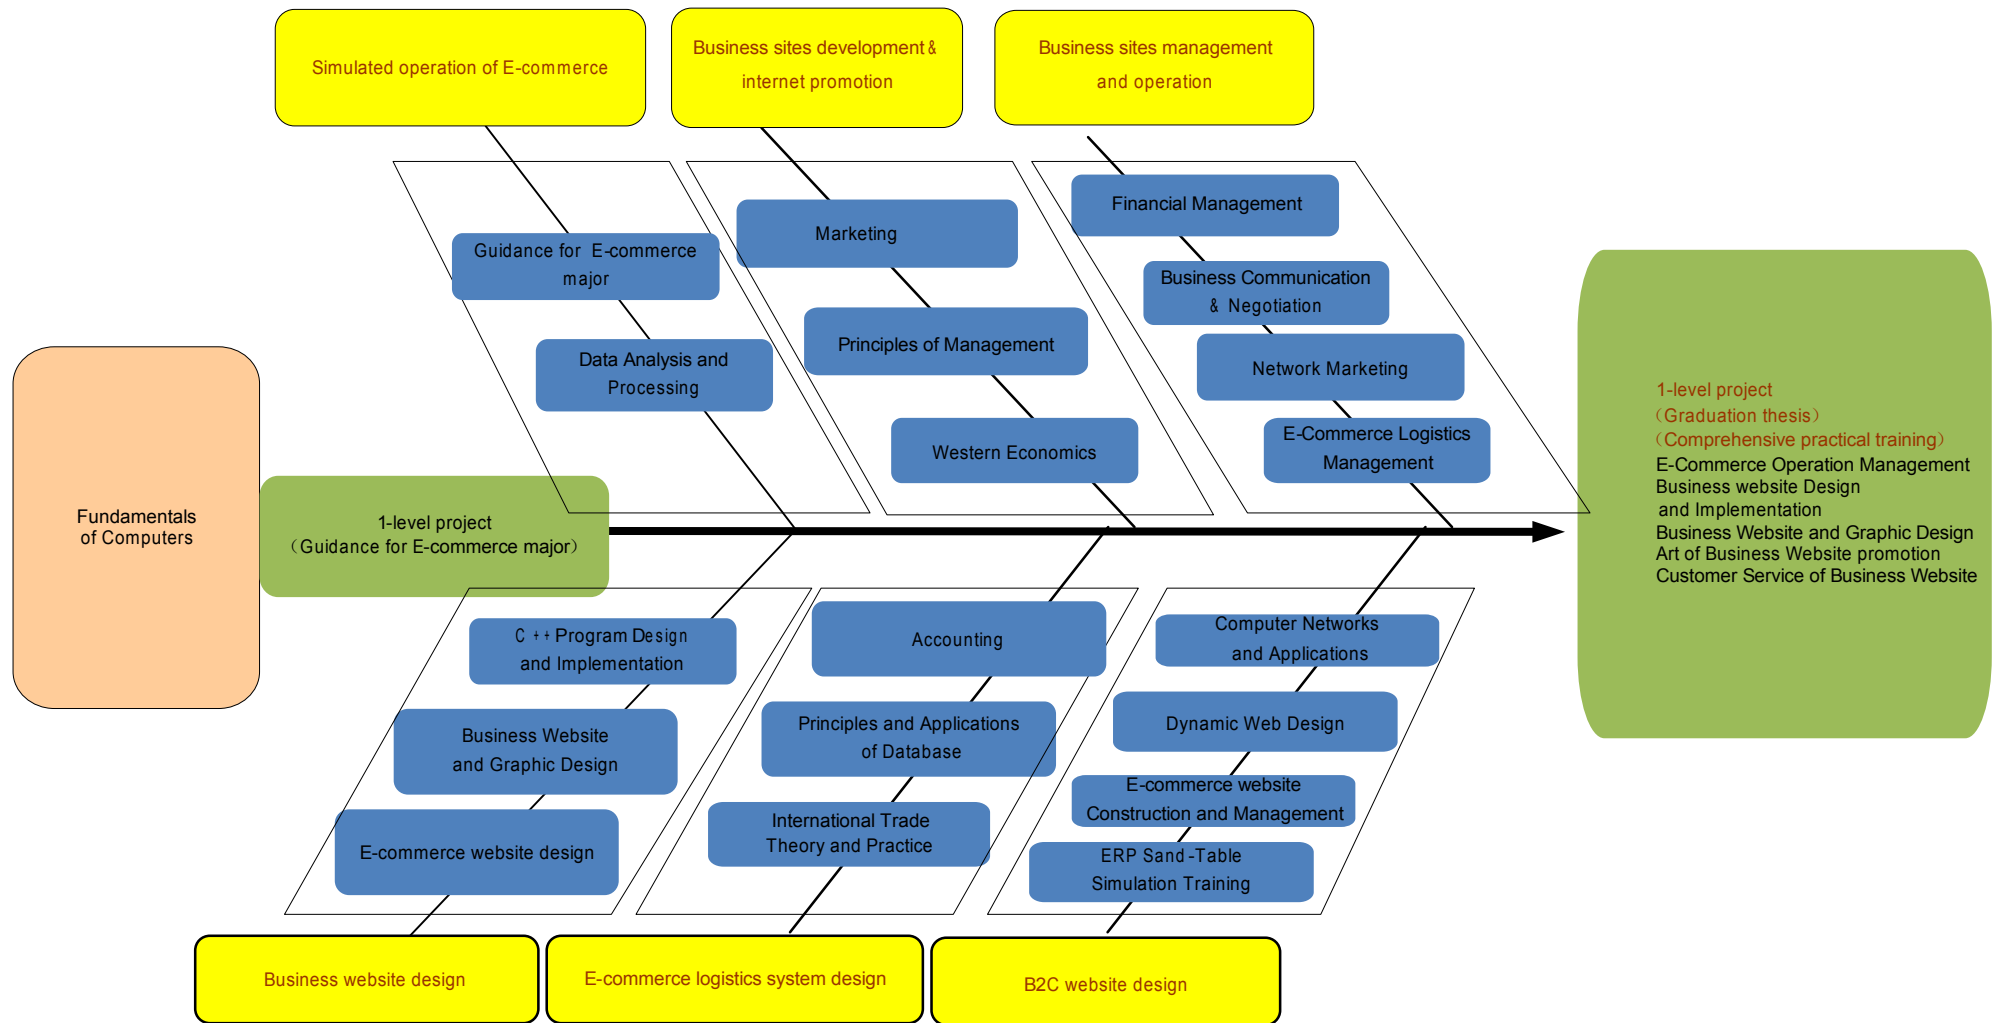 Simulated operation of E-commerce
Business sites development &
internet promotion
Business sites management
and operation
Guidance for E-commerce
major
Data Analysis and
Processing
Marketing
Principles of Management
Western Economics
Financial Management
Business Communication
& Negotiation
Network Marketing
E-Commerce Logistics
Management
Fundamentals
of Computers
1-level project
（Guidance for E-commerce major）
1-level project
（Graduation thesis）
（Comprehensive practical training）
E-Commerce Operation Management
Business website Design
and Implementation
Business Website and Graphic Design
Art of Business Website promotion
Customer Service of Business Website
C ++ Program Design
and Implementation
Business Website
and Graphic Design
E-commerce website design
Accounting
Principles and Applications
of Database
International Trade
Theory and Practice
Computer Networks
and Applications
Dynamic Web Design
E-commerce website
Construction and Management
ERP Sand-Table
Simulation Training
Business website design
E-commerce logistics system design
B2C website design